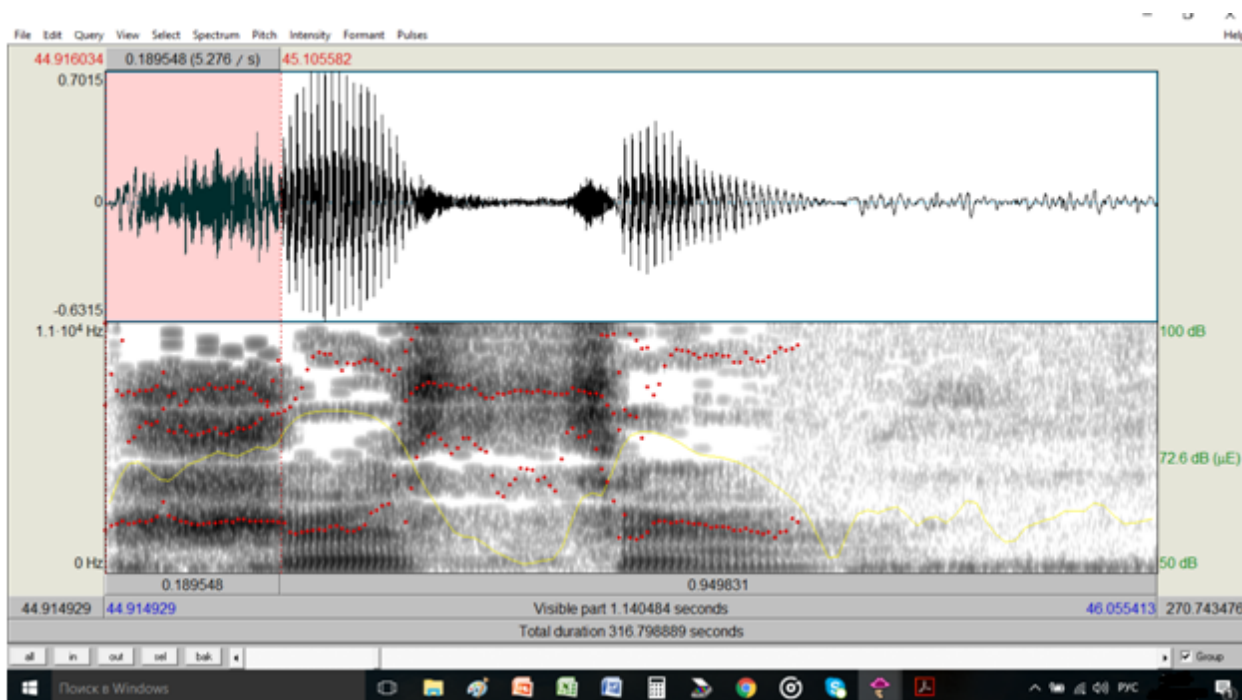 File Edit Query View Select Spectrum Pitch Intensity Formant Pulses Help
44.916034 0.189548 (5.276 / s) 45.105582
0.7015
0
-0.6315
1.1·10⁴ Hz 100 dB
72.6 dB (µE)
0 Hz 50 dB
0.189548 0.949831
44.914929 44.914929 Visible part 1.140484 seconds 46.055413 270.743476
Total duration 316.798889 seconds
all in out sel bak Group
Поиск в Windows РУС